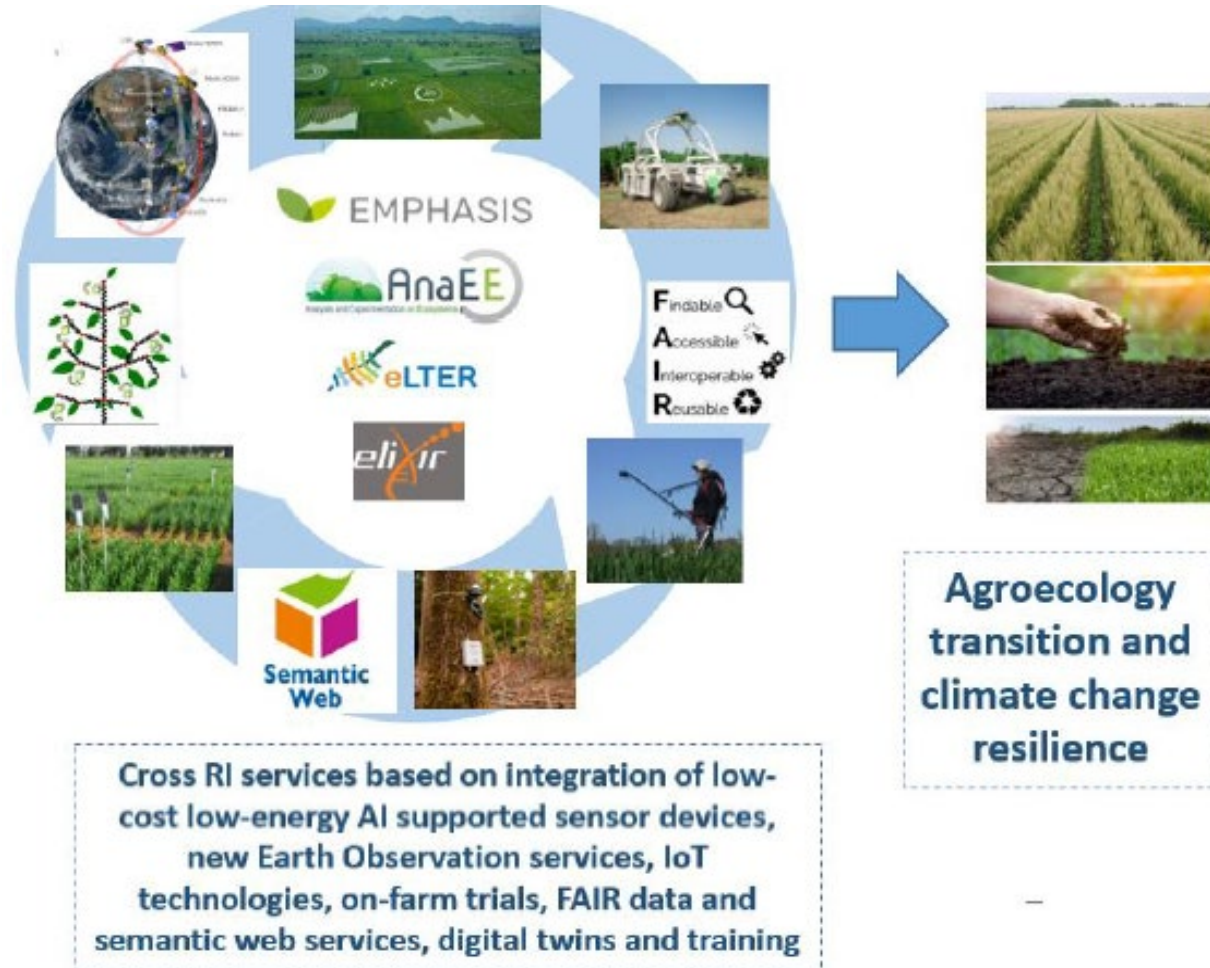 EMPHASIS
AnaEE
Analysis and Experimentation on Ecosystems
eLTER
elixir
Findable
Accessible
Interoperable
Reusable
Semantic
Web
Cross RI services based on integration of low-
cost low-energy AI supported sensor devices,
new Earth Observation services, IoT
technologies, on-farm trials, FAIR data and
semantic web services, digital twins and training
Agroecology
transition and
climate change
resilience